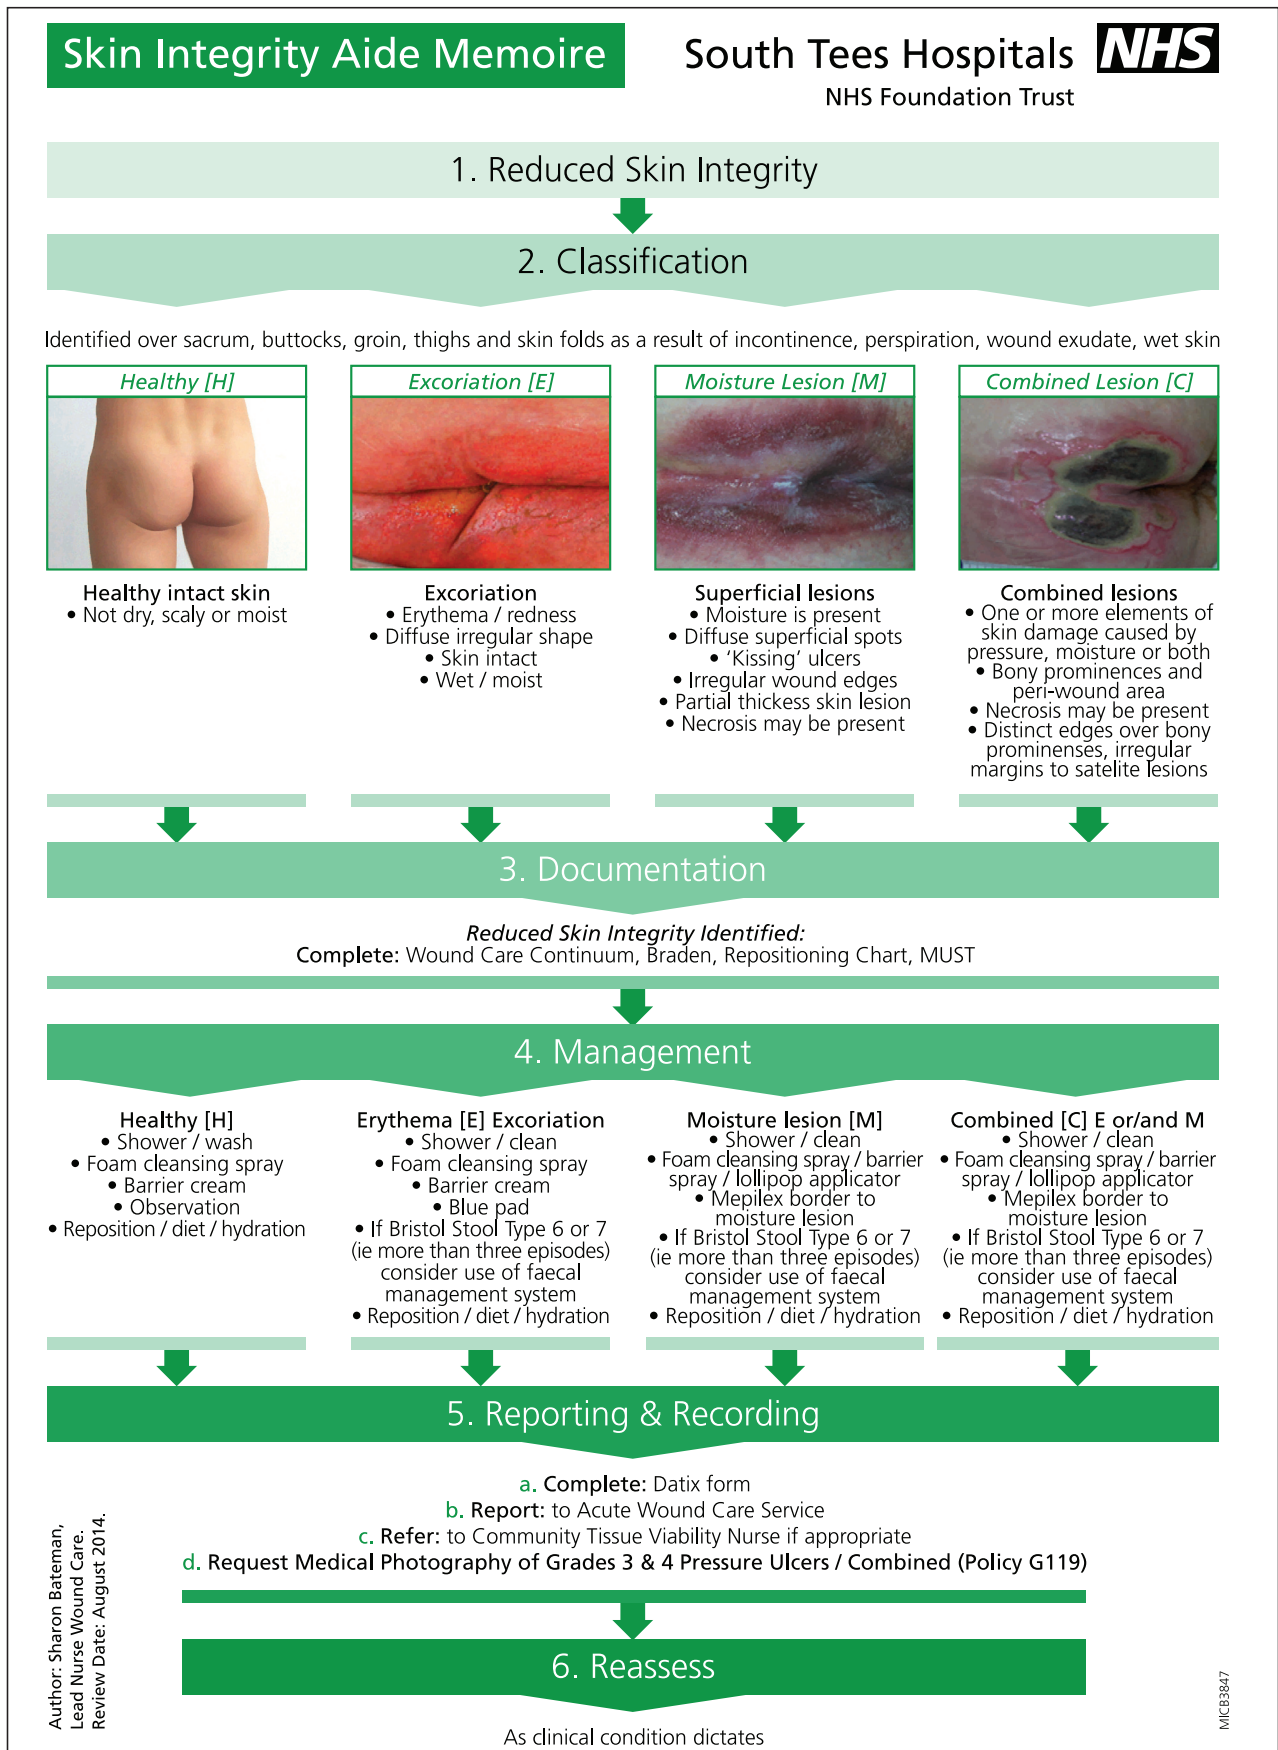 Skin Integrity Aide Memoire
South Tees Hospitals NHS
NHS Foundation Trust
1. Reduced Skin Integrity
2. Classification
Identified over sacrum, buttocks, groin, thighs and skin folds as a result of incontinence, perspiration, wound exudate, wet skin
Healthy [H]
Healthy intact skin
• Not dry, scaly or moist
Excoriation [E]
Excoriation
• Erythema / redness
• Diffuse irregular shape
• Skin intact
• Wet / moist
Moisture Lesion [M]
Superficial lesions
• Moisture is present
• Diffuse superficial spots
• ‘Kissing’ ulcers
• Irregular wound edges
• Partial thickess skin lesion
• Necrosis may be present
Combined Lesion [C]
Combined lesions
• One or more elements of
skin damage caused by
pressure, moisture or both
• Bony prominences and
peri-wound area
• Necrosis may be present
• Distinct edges over bony
prominenses, irregular
margins to satelite lesions
3. Documentation
Reduced Skin Integrity Identified:
Complete: Wound Care Continuum, Braden, Repositioning Chart, MUST
4. Management
Healthy [H]
• Shower / wash
• Foam cleansing spray
• Barrier cream
• Observation
• Reposition / diet / hydration
Erythema [E] Excoriation
• Shower / clean
• Foam cleansing spray
• Barrier cream
• Blue pad
• If Bristol Stool Type 6 or 7
(ie more than three episodes)
consider use of faecal
management system
• Reposition / diet / hydration
Moisture lesion [M]
• Shower / clean
• Foam cleansing spray / barrier
spray / lollipop applicator
• Mepilex border to
moisture lesion
• If Bristol Stool Type 6 or 7
(ie more than three episodes)
consider use of faecal
management system
• Reposition / diet / hydration
Combined [C] E or/and M
• Shower / clean
• Foam cleansing spray / barrier
spray / lollipop applicator
• Mepilex border to
moisture lesion
• If Bristol Stool Type 6 or 7
(ie more than three episodes)
consider use of faecal
management system
• Reposition / diet / hydration
5. Reporting & Recording
a. Complete: Datix form
b. Report: to Acute Wound Care Service
c. Refer: to Community Tissue Viability Nurse if appropriate
d. Request Medical Photography of Grades 3 & 4 Pressure Ulcers / Combined (Policy G119)
6. Reassess
As clinical condition dictates
Author: Sharon Bateman,
Lead Nurse Wound Care.
Review Date: August 2014.
MICB3847